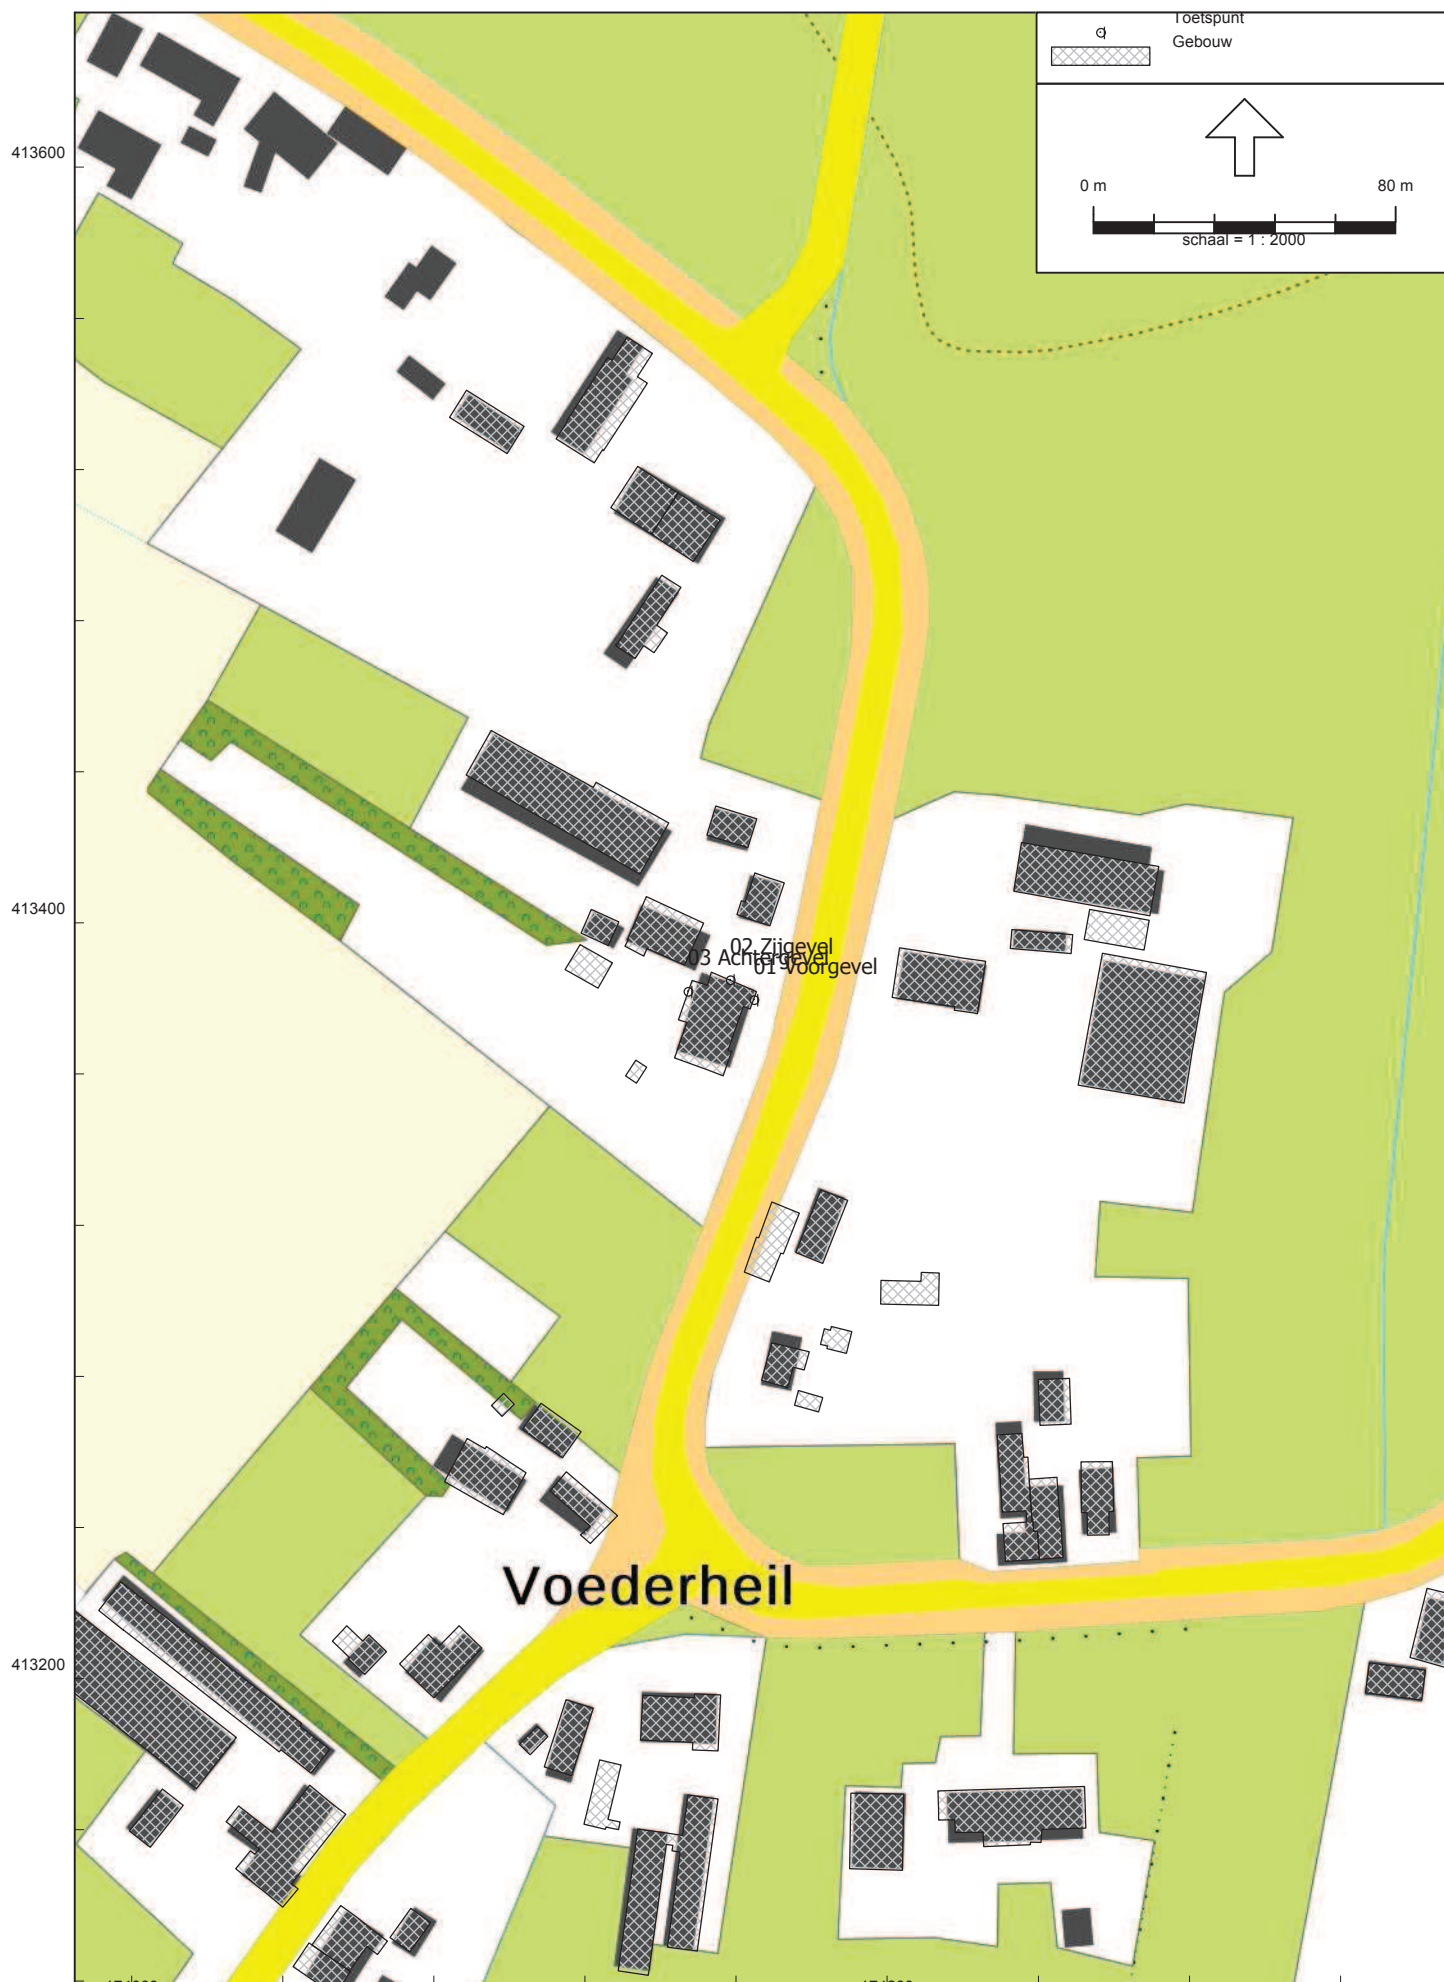 Toetspunt
Gebouw
413600
0 m 80 m
schaal = 1 : 2000
413400
02 Zijgevel
03 Achtergevel
01 Voorgevel
Voederheil
413200